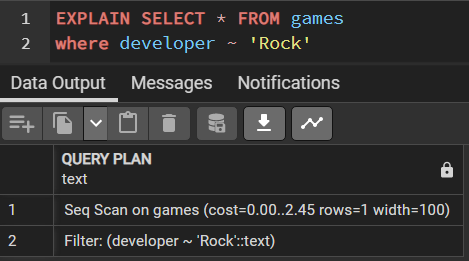 1 EXPLAIN SELECT * FROM games
2 where developer ~ 'Rock'
Data Output Messages Notifications
QUERY PLAN
text
1 Seq Scan on games (cost=0.00..2.45 rows=1 width=100)
2 Filter: (developer ~ 'Rock'::text)